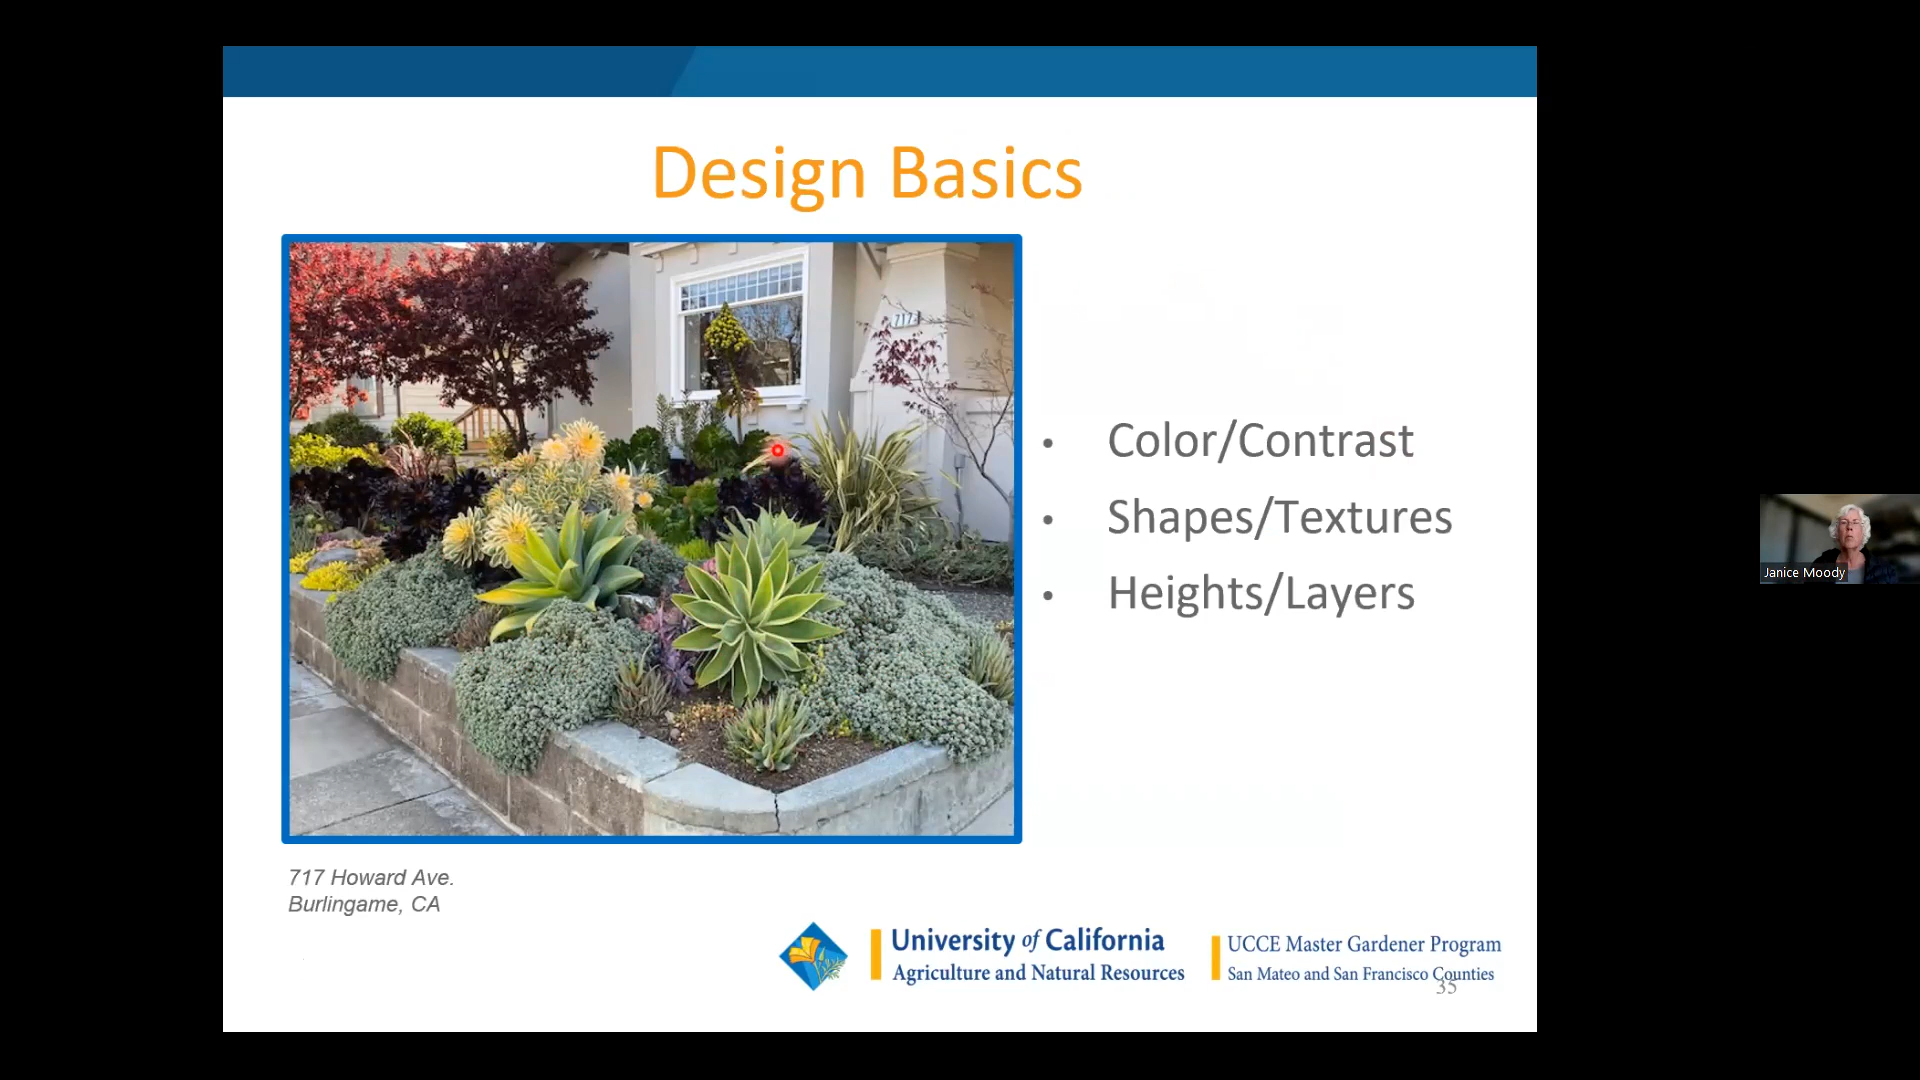 Design Basics
717
• Color/Contrast
• Shapes/Textures
• Heights/Layers
Janice Moody
717 Howard Ave.
Burlingame, CA
University of California
Agriculture and Natural Resources
UCCE Master Gardener Program
San Mateo and San Francisco Counties
35